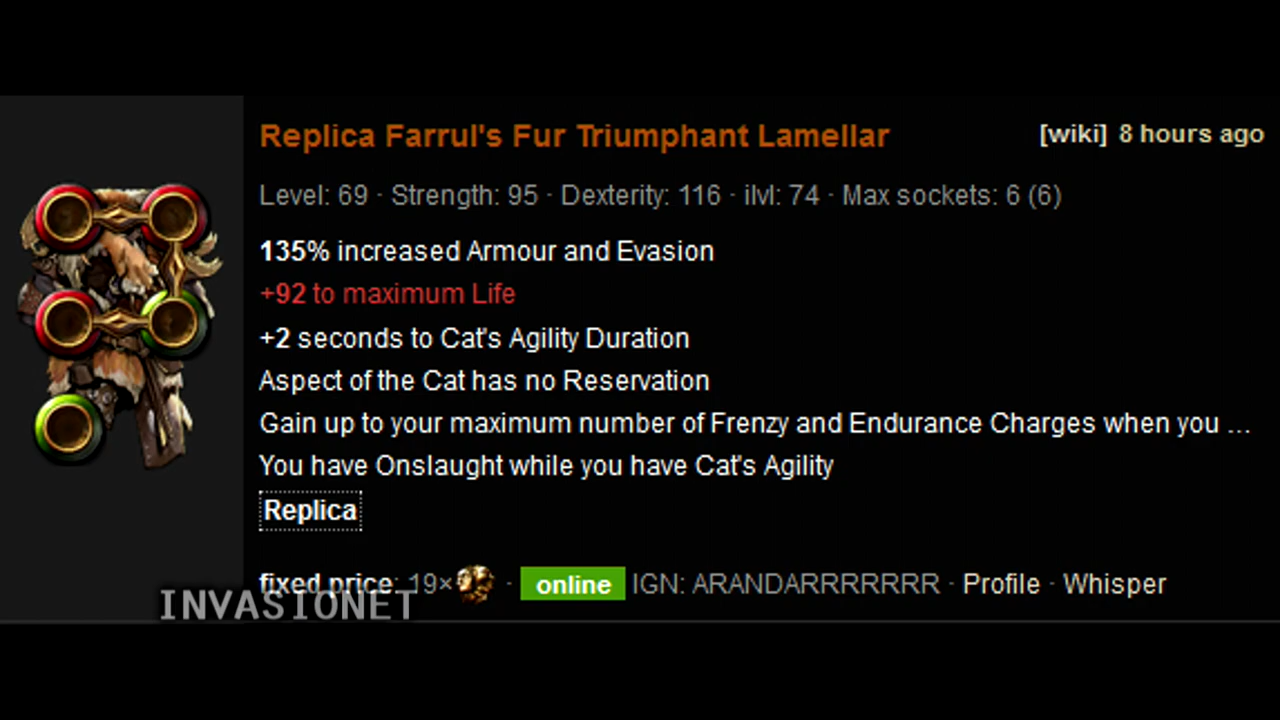 Replica Farrul's Fur Triumphant Lamellar [wiki] 8 hours ago
Level: 69 · Strength: 95 · Dexterity: 116 · ilvl: 74 · Max sockets: 6 (6)
135% increased Armour and Evasion
+92 to maximum Life
+2 seconds to Cat's Agility Duration
Aspect of the Cat has no Reservation
Gain up to your maximum number of Frenzy and Endurance Charges when you ...
You have Onslaught while you have Cat's Agility
Replica
fixed price: 19× · online IGN: ARANDARRRRRRR · Profile · Whisper
INVASIONET